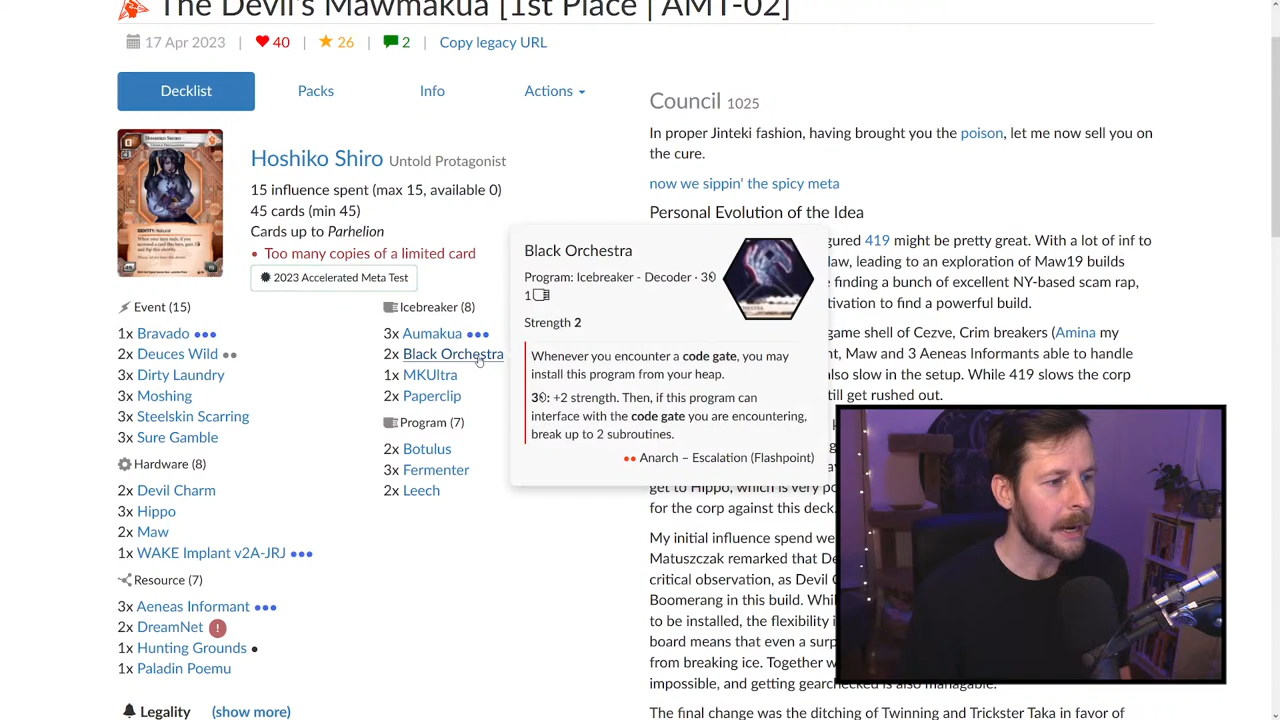 The Devil's Mawmakua [1st Place | AMT-02]
17 Apr 2023 | 40 | 26 | 2 | Copy legacy URL
Decklist Packs Info Actions
Hoshiko Shiro Untold Protagonist
15 influence spent (max 15, available 0)
45 cards (min 45)
Cards up to Parhelion
• Too many copies of a limited card
2023 Accelerated Meta Test
Event (15)
1x Bravado •••
2x Deuces Wild ••
3x Dirty Laundry
3x Moshing
3x Steelskin Scarring
3x Sure Gamble
Hardware (8)
2x Devil Charm
3x Hippo
2x Maw
1x WAKE Implant v2A-JRJ •••
Resource (7)
3x Aeneas Informant •••
2x DreamNet !
1x Hunting Grounds •
1x Paladin Poemu
Legality (show more)
Icebreaker (8)
3x Aumakua •••
2x Black Orchestra
1x MKUltra
2x Paperclip
Program (7)
2x Botulus
3x Fermenter
2x Leech
Black Orchestra
Program: Icebreaker - Decoder · 3
1
Strength 2
Whenever you encounter a code gate, you may
install this program from your heap.
3: +2 strength. Then, if this program can
interface with the code gate you are encountering,
break up to 2 subroutines.
•• Anarch – Escalation (Flashpoint)
Council 1025
In proper Jinteki fashion, having brought you the poison, let me now sell you on
the cure.
now we sippin' the spicy meta
Personal Evolution of the Idea
gured 419 might be pretty great. With a lot of inf to
law, leading to an exploration of Maw19 builds
finding a bunch of excellent NY-based scam rap,
tivation to find a powerful build.
game shell of Cezve, Crim breakers (Amina my
nt, Maw and 3 Aeneas Informants able to handle
also slow in the setup. While 419 slows the corp
still get rushed out.
get to Hippo, which is very po
for the corp against this deck.
My initial influence spend we
Matuszczak remarked that De
critical observation, as Devil C
Boomerang in this build. Whil
to be installed, the flexibility i
board means that even a surp
from breaking ice. Together w
impossible, and getting gearchecked is also manageable.
The final change was the ditching of Twinning and Trickster Taka in favor of